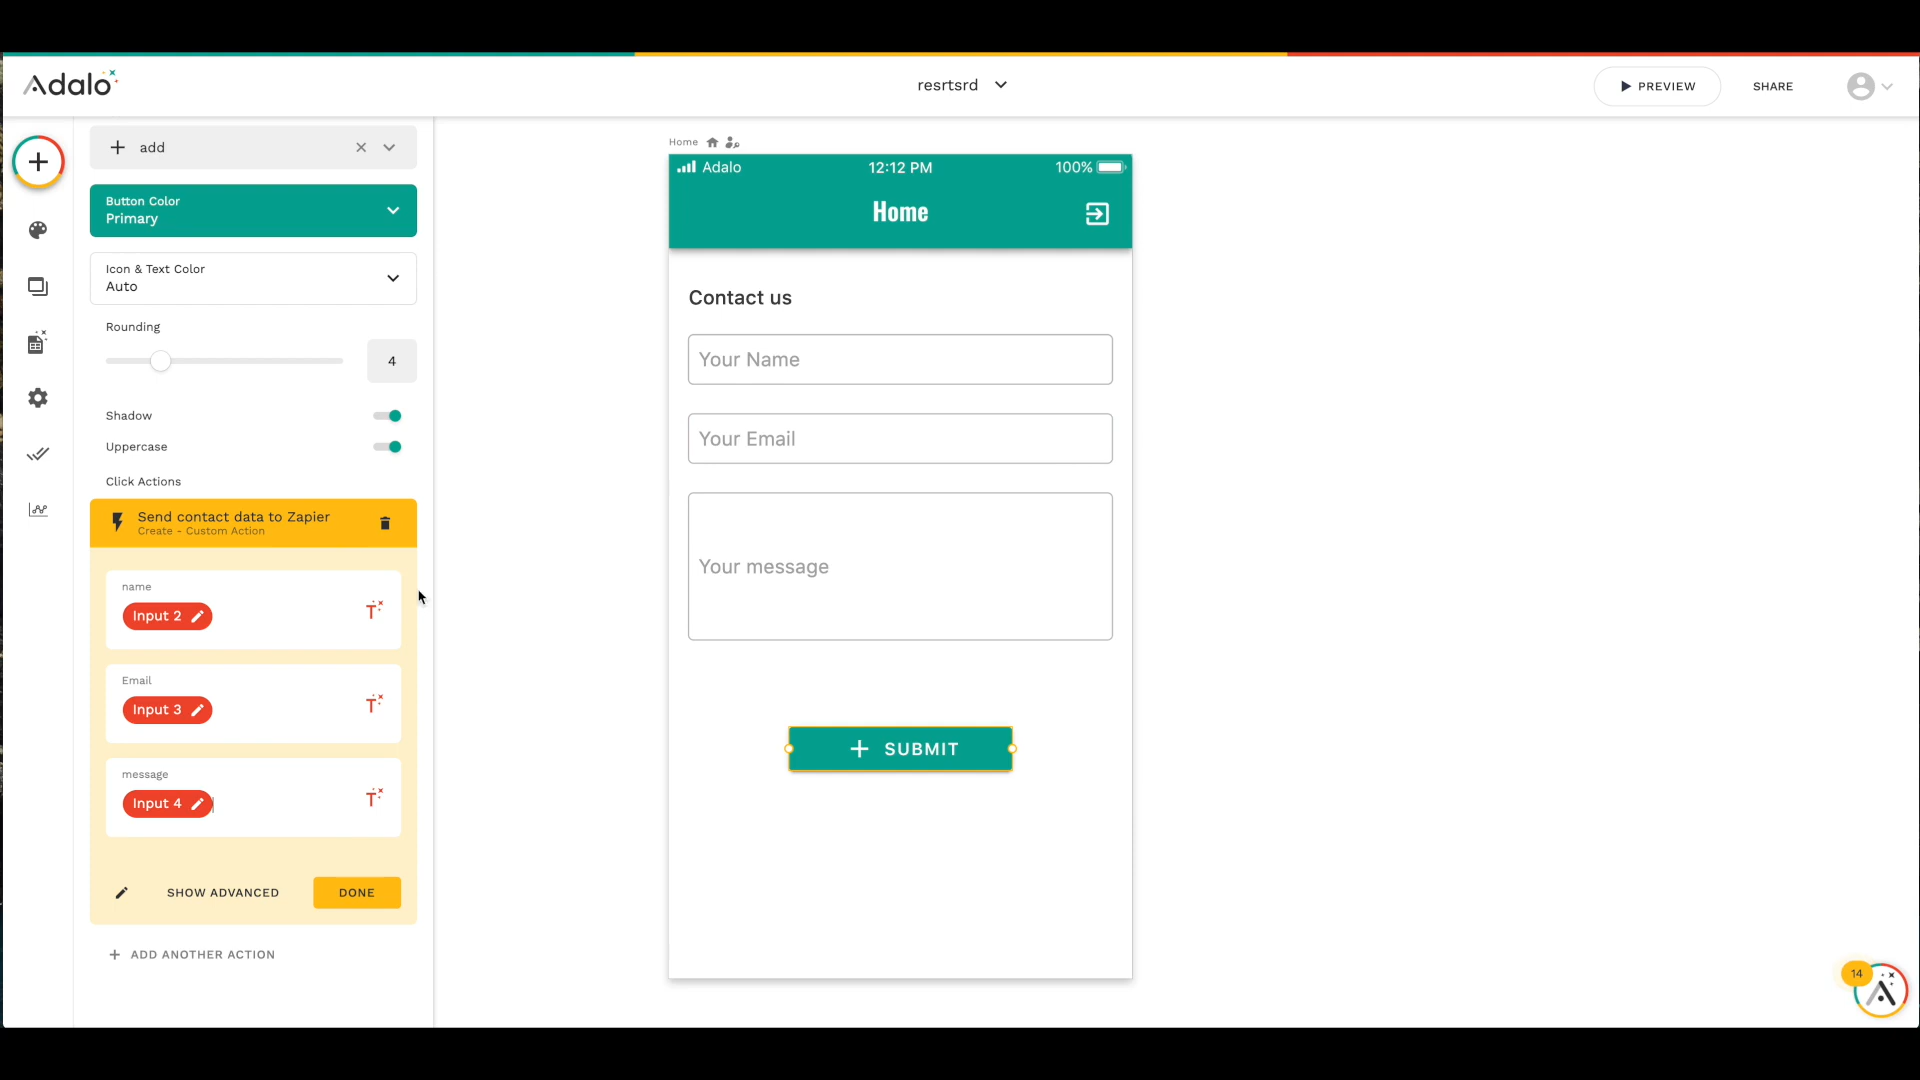 Adalo
resrtsrd
PREVIEW
SHARE
add
Button Color
Primary
Icon & Text Color
Auto
Rounding
4
Shadow
Uppercase
Click Actions
Send contact data to Zapier
Create - Custom Action
name
Input 2
Email
Input 3
message
Input 4
SHOW ADVANCED
DONE
ADD ANOTHER ACTION
Home
Adalo
12:12 PM
100%
Home
Contact us
Your Name
Your Email
Your message
SUBMIT
14